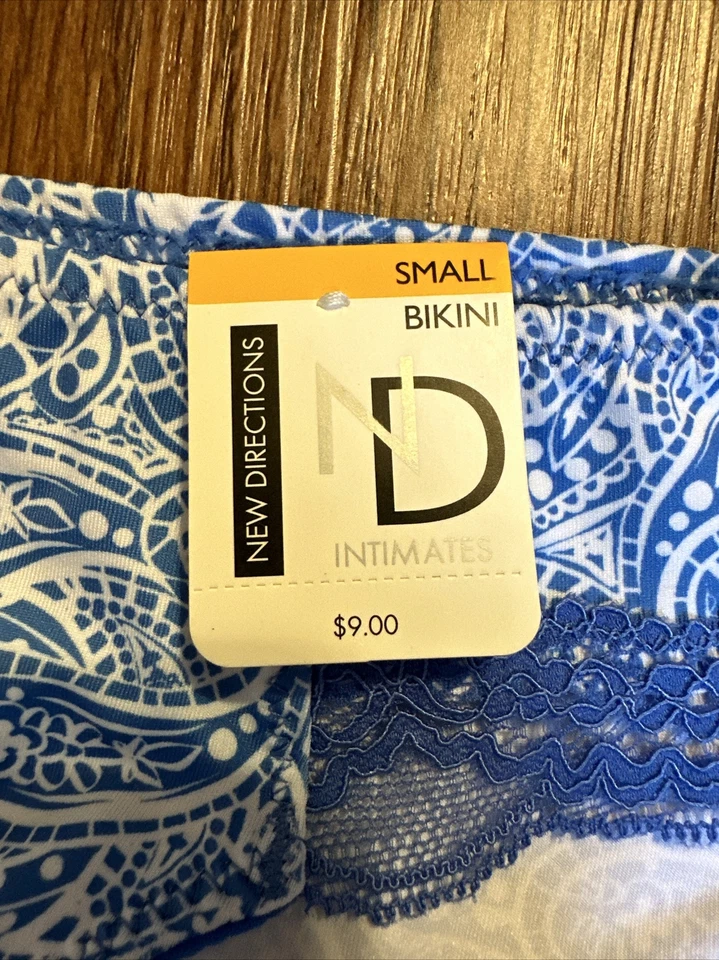 SMALL
BIKINI
NEW DIRECTIONS
ND
INTIMATES
$9.00